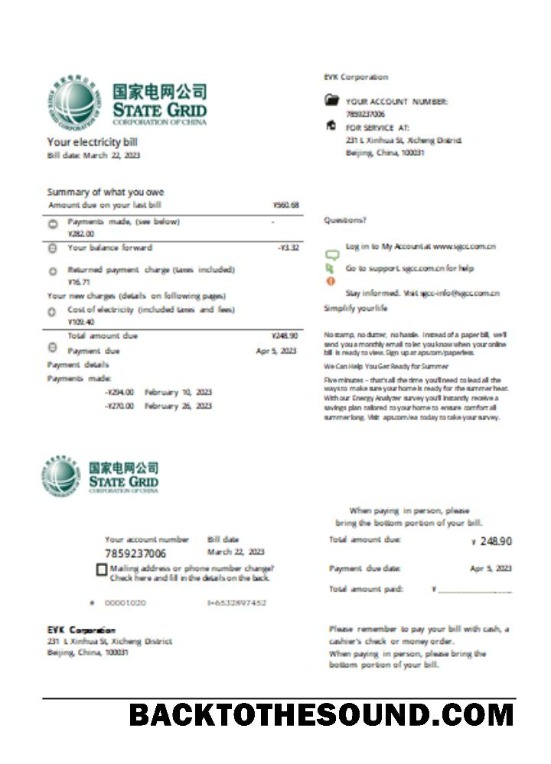 EVK Corporation
国家电网公司
STATE GRID
CORPORATION OF CHINA
YOUR ACCOUNT NUMBER:
7859237006
FOR SERVICE AT:
231 L Xinhua St, Xicheng District
Beijing, China, 100031
Your electricity bill
Bill date: March 22, 2023
Summary of what you owe
Amount due on your last bill ¥560.68
Payments made, (see below) -
¥282.00
Your balance forward -¥3.32
Returned payment charge (taxes included)
¥16.71
Your new charges (details on following pages)
Cost of electricity (included taxes and fees)
¥109.40
Total amount due ¥248.90
Payment due Apr 5, 2023
Payment details
Payments made:
-¥294.00 February 10, 2023
-¥270.00 February 26, 2023
Questions?
Log in to My Account at www.sgcc.com.cn
Go to support.sgcc.com.cn for help
Stay informed. Visit sgcc-info@sgcc.com.cn
Simplify your life
No stamp, no clutter, no hassle. Instead of a paper bill, we'll
send you a monthly email to let you know when your online
bill is ready to view. Sign up at aps.com/paperless.
We Can Help You Get Ready for Summer
Five minutes – that's all the time you'll need to lead all the
ways to make sure your home is ready for the summer heat.
With our Energy Analyzer survey you'll instantly receive a
savings plan tailored to your home to ensure comfort all
summer long. Visit aps.com/ea today to take your survey.
国家电网公司
STATE GRID
CORPORATION OF CHINA
When paying in person, please
bring the bottom portion of your bill.
Your account number Bill date
7859237006 March 22, 2023
Mailing address or phone number change?
Check here and fill in the details on the back.
Total amount due: ¥ 248.90
Payment due date: Apr 5, 2023
Total amount paid: ¥
00001020 I+6532897452
EVK Corporation
231 L Xinhua St, Xicheng District
Beijing, China, 100031
Please remember to pay your bill with cash, a
cashier's check or money order.
When paying in person, please bring the
bottom portion of your bill.
BACKTOTHESOUND.COM